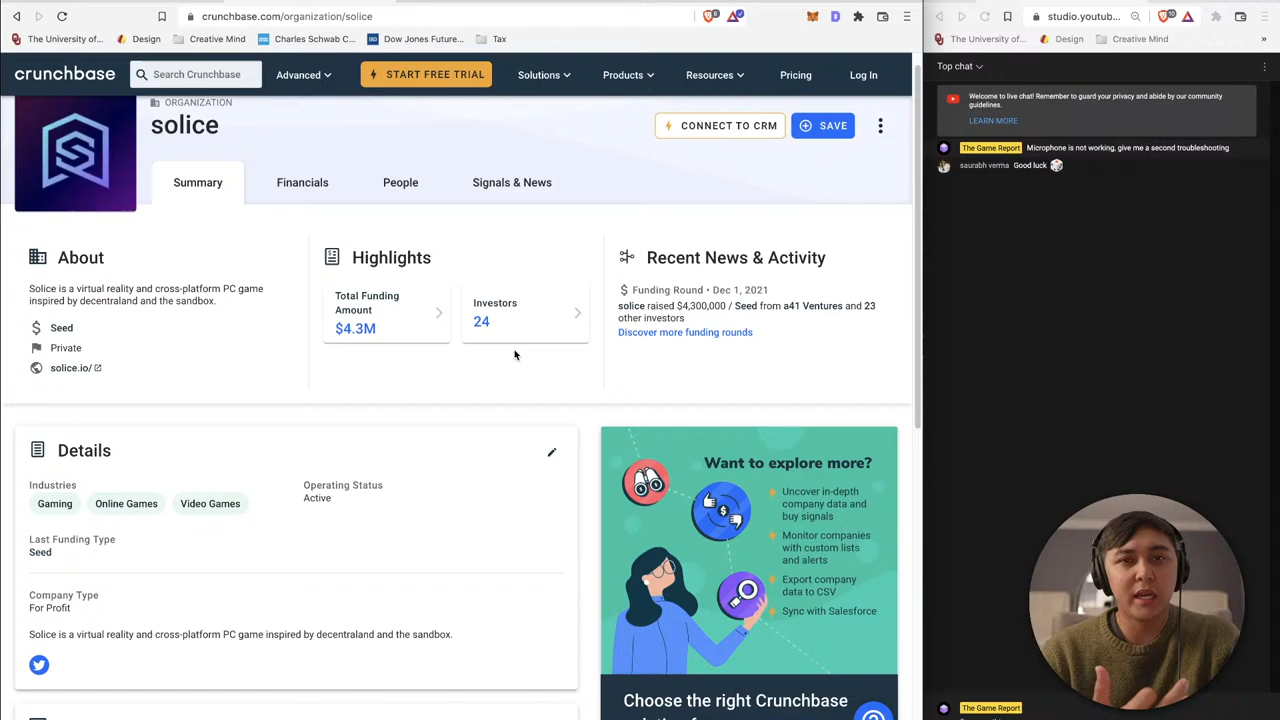 crunchbase.com/organization/solice
8
The University of...
Design
Creative Mind
Charles Schwab C...
Dow Jones Future...
Tax
crunchbase
Search Crunchbase
Advanced
START FREE TRIAL
Solutions
Products
Resources
Pricing
Log In
ORGANIZATION
solice
CONNECT TO CRM
SAVE
Summary
Financials
People
Signals & News
About
Solice is a virtual reality and cross-platform PC game
inspired by decentraland and the sandbox.
Seed
Private
solice.io/
Highlights
Total Funding
Amount
$4.3M
Investors
24
Recent News & Activity
Funding Round • Dec 1, 2021
solice raised $4,300,000 / Seed from a41 Ventures and 23
other investors
Discover more funding rounds
Details
Industries
Gaming
Online Games
Video Games
Operating Status
Active
Last Funding Type
Seed
Company Type
For Profit
Solice is a virtual reality and cross-platform PC game inspired by decentraland and the sandbox.
Want to explore more?
Uncover in-depth
company data and
buy signals
Monitor companies
with custom lists
and alerts
Export company
data to CSV
Sync with Salesforce
Choose the right Crunchbase
studio.youtub...
10
The University of...
Design
Creative Mind
»
Top chat
Welcome to live chat! Remember to guard your privacy and abide by our community
guidelines.
LEARN MORE
The Game Report Microphone is not working, give me a second troubleshooting
saurabh verma Good luck
The Game Report